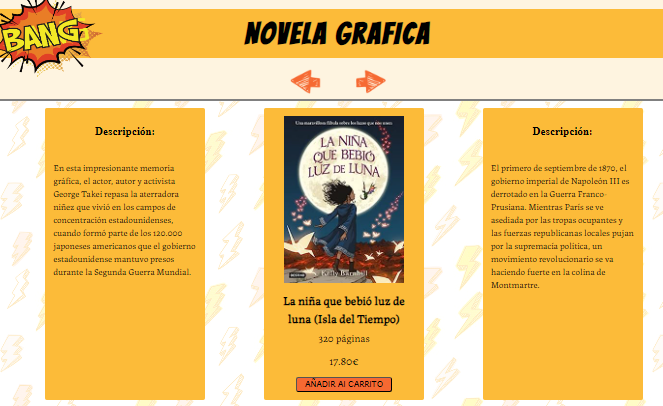 BANG
NOVELA GRAFICA
Descripción:
En esta impresionante memoria
gráfica, el actor, autor y activista
George Takei repasa la aterradora
niñez que vivió en los campos de
concentración estadounidenses,
cuando formó parte de los 120.000
japoneses americanos que el gobierno
estadounidense mantuvo presos
durante la Segunda Guerra Mundial.
Una maravillosa fábula sobre los lazos que nos unen
LA NIÑA
QUE BEBIÓ
LUZ DE LUNA
Kelly Barnhill
La niña que bebió luz de
luna (Isla del Tiempo)
320 páginas
17.80€
AÑADIR Al CARRITO
Descripción:
El primero de septiembre de 1870, el
gobierno imperial de Napoleón III es
derrotado en la Guerra Franco-
Prusiana. Mientras París se ve
asediada por las tropas ocupantes y
las fuerzas republicanas locales pujan
por la supremacía política, un
movimiento revolucionario se va
haciendo fuerte en la colina de
Montmartre.